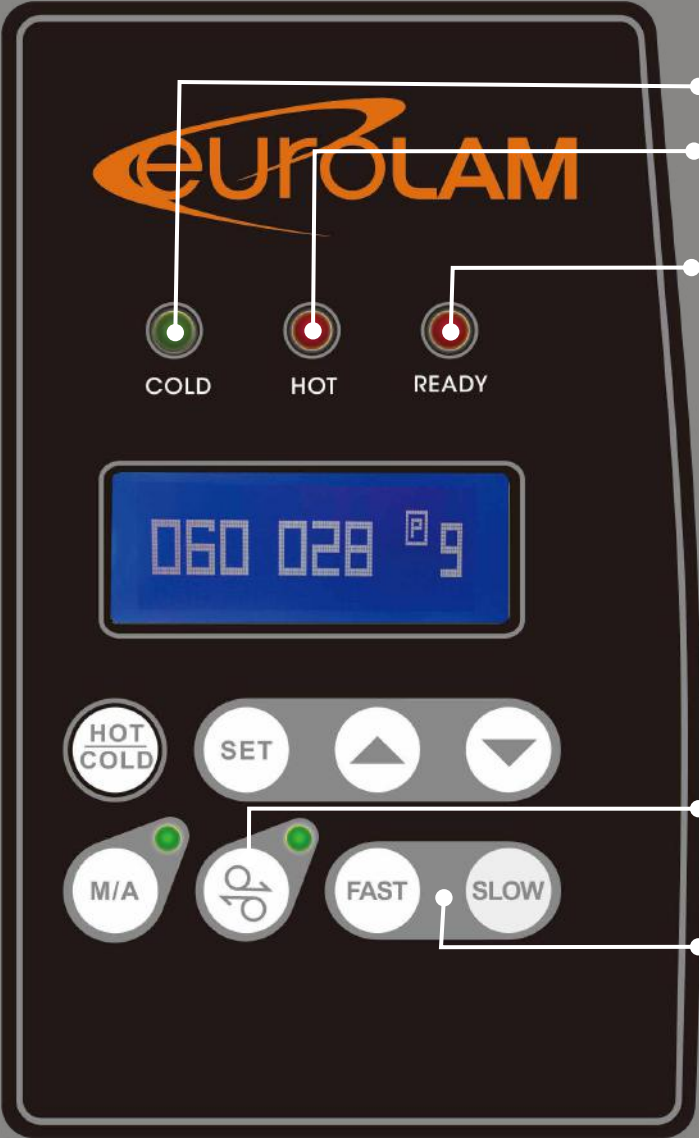 euroLAM
COLD HOT READY
060 028 P 9
HOT
COLD
SET
M/A
FAST SLOW